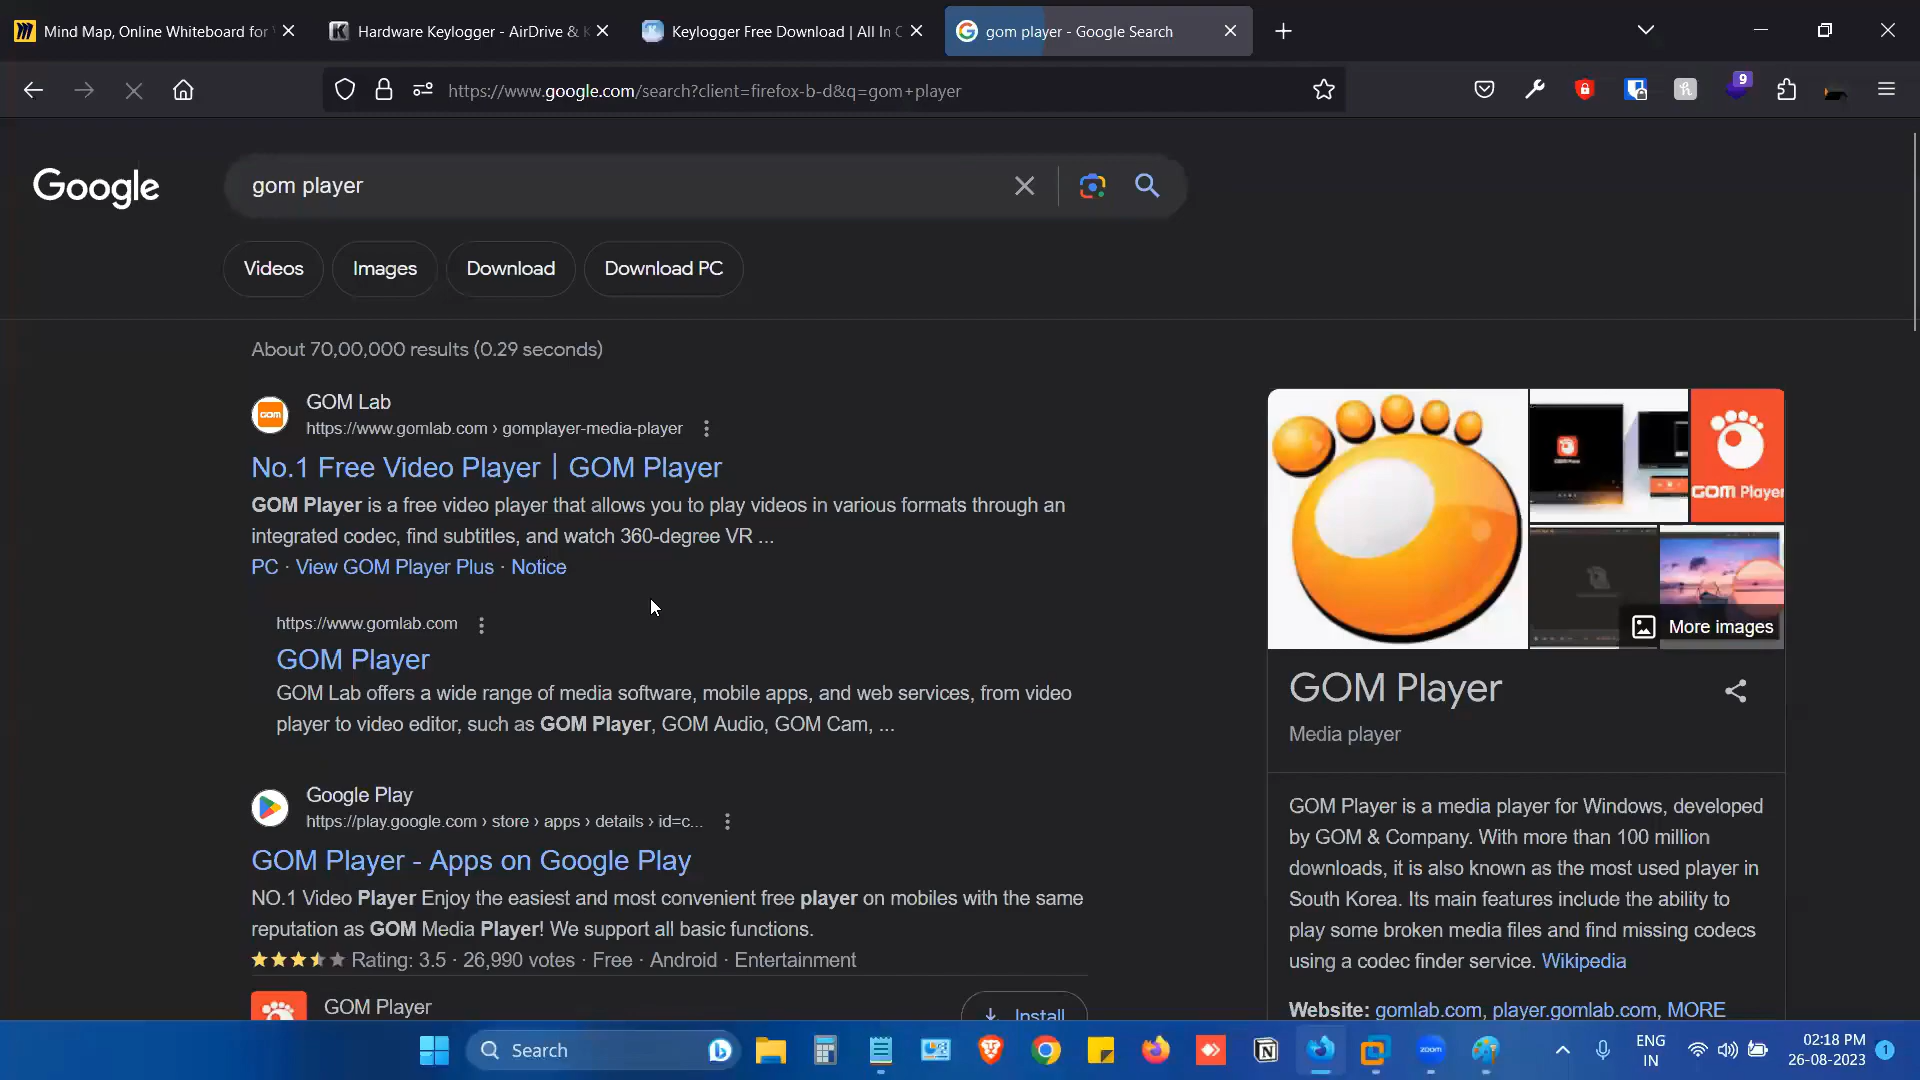 Mind Map, Online Whiteboard for
Hardware Keylogger - AirDrive &
Keylogger Free Download | All In
gom player - Google Search
https://www.google.com/search?client=firefox-b-d&q=gom+player
9
Google
gom player
Videos
Images
Download
Download PC
About 70,00,000 results (0.29 seconds)
GOM
GOM Lab
https://www.gomlab.com › gomplayer-media-player
No.1 Free Video Player | GOM Player
GOM Player is a free video player that allows you to play videos in various formats through an
integrated codec, find subtitles, and watch 360-degree VR ...
PC · View GOM Player Plus · Notice
https://www.gomlab.com
GOM Player
GOM Lab offers a wide range of media software, mobile apps, and web services, from video
player to video editor, such as GOM Player, GOM Audio, GOM Cam, ...
Google Play
https://play.google.com › store › apps › details › id=c...
GOM Player - Apps on Google Play
NO.1 Video Player Enjoy the easiest and most convenient free player on mobiles with the same
reputation as GOM Media Player! We support all basic functions.
Rating: 3.5 · 26,990 votes · Free · Android · Entertainment
GOM Player
Install
GOM Player
More images
GOM Player
Media player
GOM Player is a media player for Windows, developed
by GOM & Company. With more than 100 million
downloads, it is also known as the most used player in
South Korea. Its main features include the ability to
play some broken media files and find missing codecs
using a codec finder service. Wikipedia
Website: gomlab.com, player.gomlab.com, MORE
Search
zoom
ENG
IN
02:18 PM
26-08-2023
1